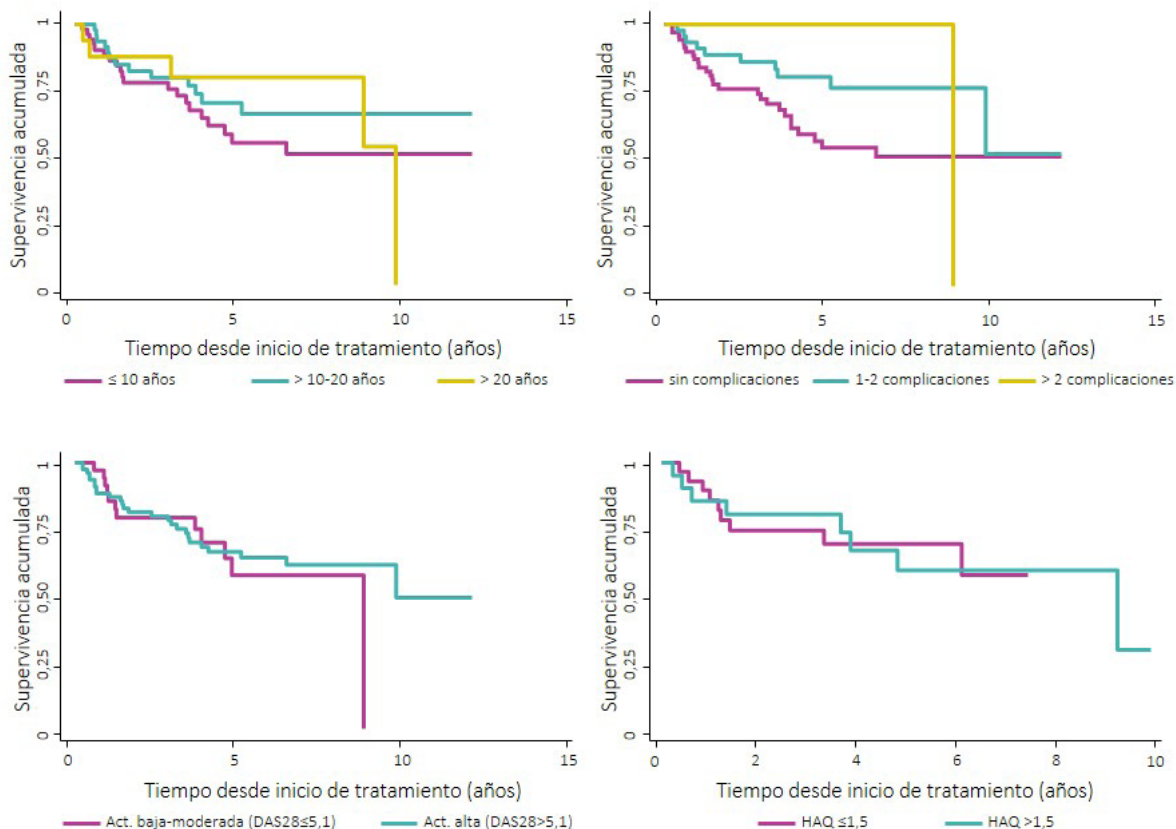 Supervivencia acumulada
1
0,75
0,50
0,25
0
0 5 10 15
Tiempo desde inicio de tratamiento (años)
≤ 10 años > 10-20 años > 20 años
Supervivencia acumulada
1
0,75
0,50
0,25
0
0 5 10 15
Tiempo desde inicio de tratamiento (años)
sin complicaciones 1-2 complicaciones > 2 complicaciones
Supervivencia acumulada
1
0,75
0,50
0,25
0
0 5 10 15
Tiempo desde inicio de tratamiento (años)
Act. baja-moderada (DAS28≤5,1) Act. alta (DAS28>5,1)
Supervivencia acumulada
1
0,75
0,50
0,25
0
0 2 4 6 8 10
Tiempo desde inicio de tratamiento (años)
HAQ ≤1,5 HAQ >1,5